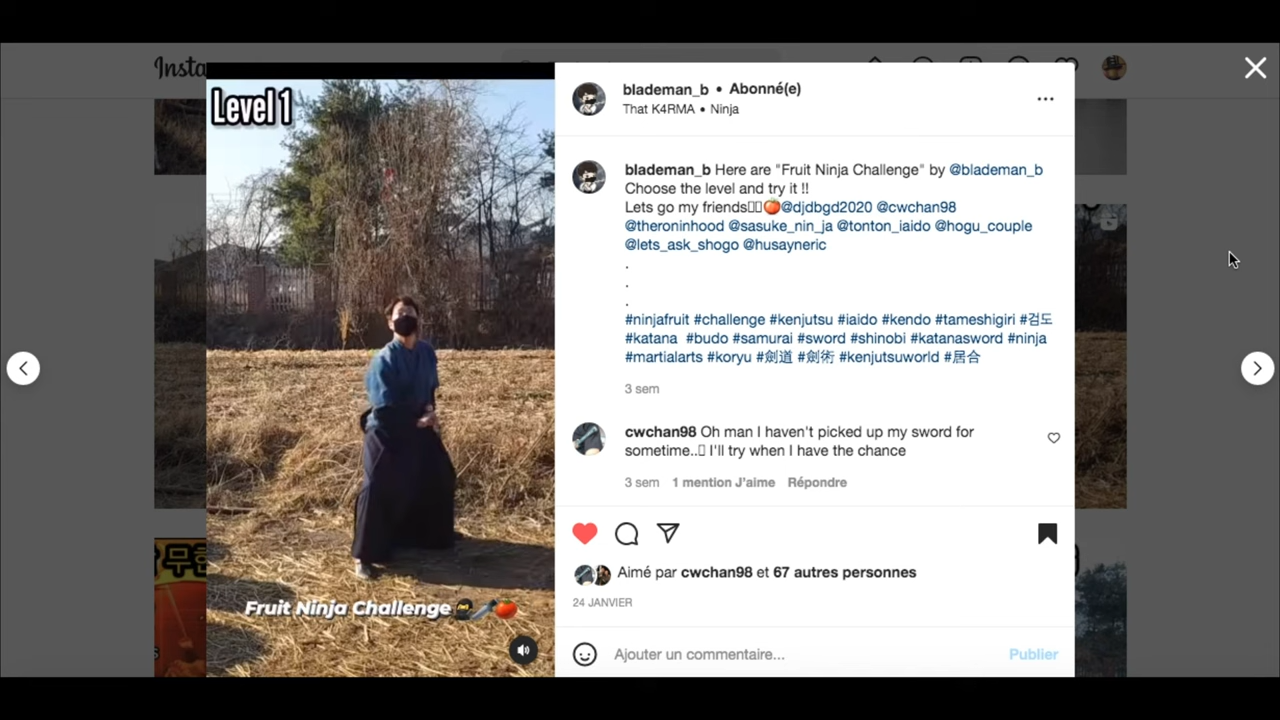 Insta
Level 1
Fruit Ninja Challenge
blademan_b • Abonné(e)
That K4RMA • Ninja
blademan_b Here are "Fruit Ninja Challenge" by @blademan_b
Choose the level and try it !!
Lets go my friends🍅@djdbgd2020 @cwchan98
@theroninhood @sasuke_nin_ja @tonton_iaido @hogu_couple
@lets_ask_shogo @husayneric
.
.
.
#ninjafruit #challenge #kenjutsu #iaido #kendo #tameshigiri #검도
#katana #budo #samurai #sword #shinobi #katanasword #ninja
#martialarts #koryu #劍道 #劍術 #kenjutsuworld #居合
3 sem
cwchan98 Oh man I haven't picked up my sword for
sometime.. I'll try when I have the chance
3 sem 1 mention J'aime Répondre
Aimé par cwchan98 et 67 autres personnes
24 JANVIER
Ajouter un commentaire... Publier